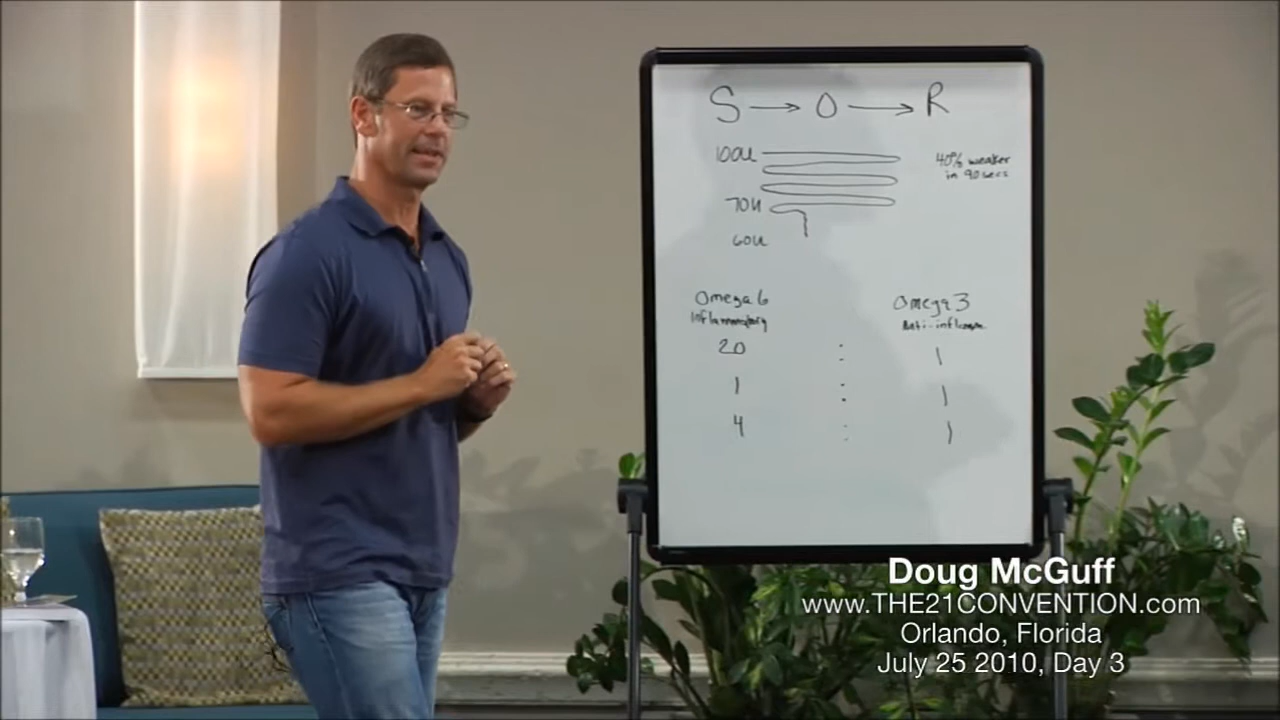 S → O → R
100u
40% weaker
in 90 secs
70u
60u
Omega 6
Omega 3
Inflammatory
Anti-inflamm
20 : 1
1 : 1
4 : 1
Doug McGuff
www.THE21CONVENTION.com
Orlando, Florida
July 25 2010, Day 3